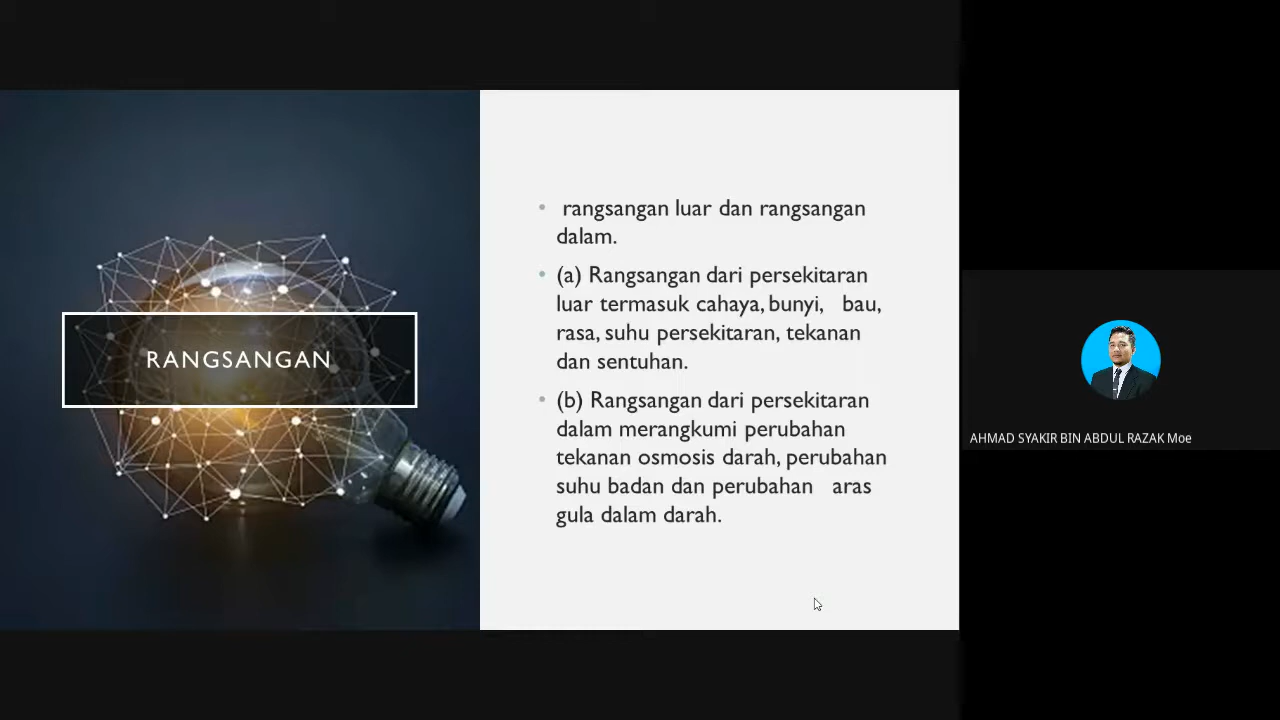 RANGSANGAN
• rangsangan luar dan rangsangan
dalam.
• (a) Rangsangan dari persekitaran
luar termasuk cahaya, bunyi, bau,
rasa, suhu persekitaran, tekanan
dan sentuhan.
• (b) Rangsangan dari persekitaran
dalam merangkumi perubahan
tekanan osmosis darah, perubahan
suhu badan dan perubahan aras
gula dalam darah.
AHMAD SYAKIR BIN ABDUL RAZAK Moe